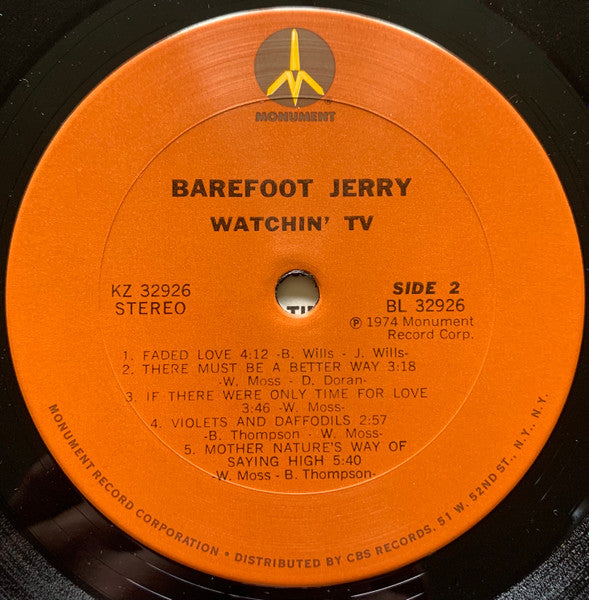 MONUMENT
BAREFOOT JERRY
WATCHIN' TV
KZ 32926
STEREO
SIDE 2
BL 32926
℗ 1974 Monument
Record Corp.
1. FADED LOVE 4:12 -B. Wills - J. Wills-
2. THERE MUST BE A BETTER WAY 3:18
-W. Moss - D. Doran-
3. IF THERE WERE ONLY TIME FOR LOVE
3:46 -W. Moss-
4. VIOLETS AND DAFFODILS 2:57
-B. Thompson - W. Moss-
5. MOTHER NATURE'S WAY OF
SAYING HIGH 5:40
-W. Moss - B. Thompson-
MONUMENT RECORD CORPORATION • DISTRIBUTED BY CBS RECORDS, 51 W. 52ND ST., N.Y., N.Y.